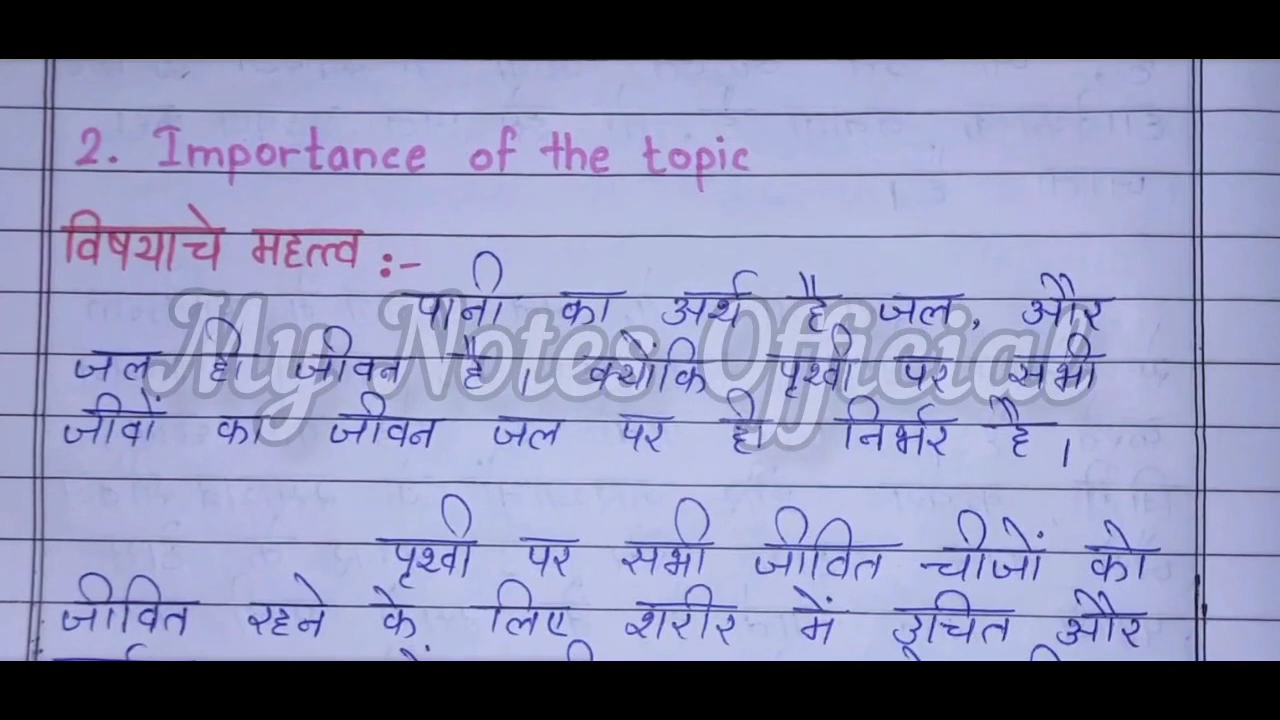 2. Importance of the topic
विषयाचे महत्त्व :-
पानी का अर्थ है जल, और
जल ही जीवन है। क्योंकि पृथ्वी पर सभी
जीवों का जीवन जल पर ही निर्भर है।
पृथ्वी पर सभी जीवित चीजों को
जीवित रहने के लिए शरीर में उचित और
My Notes Official